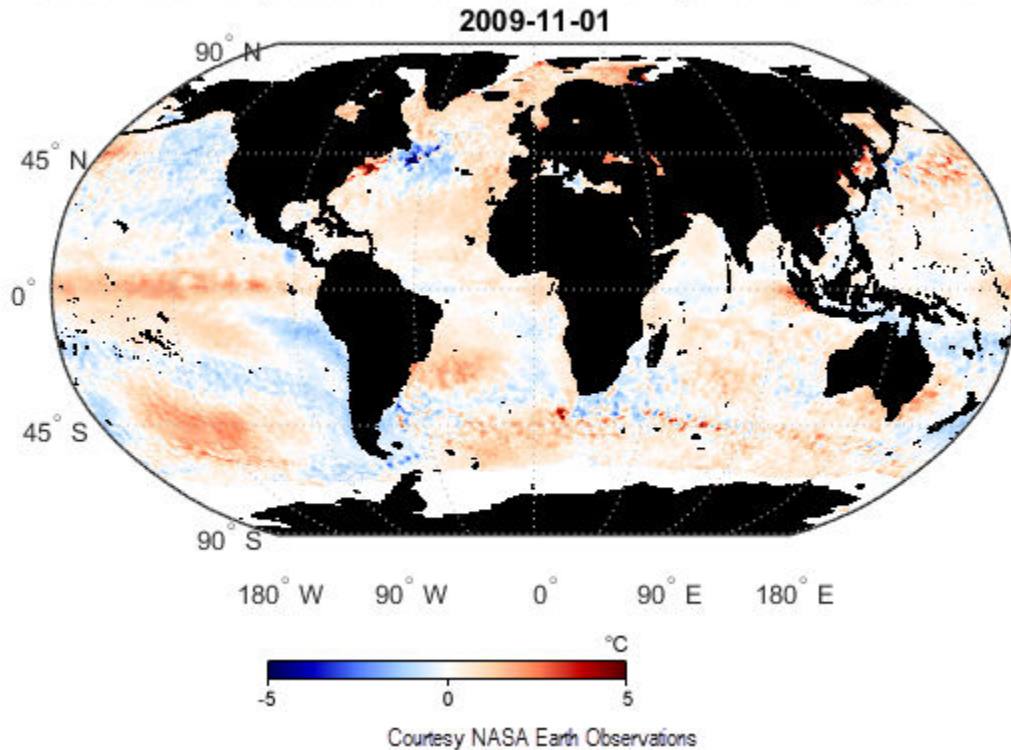 2009-11-01
90° N
45° N
0°
45° S
90° S
180° W 90° W 0° 90° E 180° E
°C
-5 0 5
Courtesy NASA Earth Observations